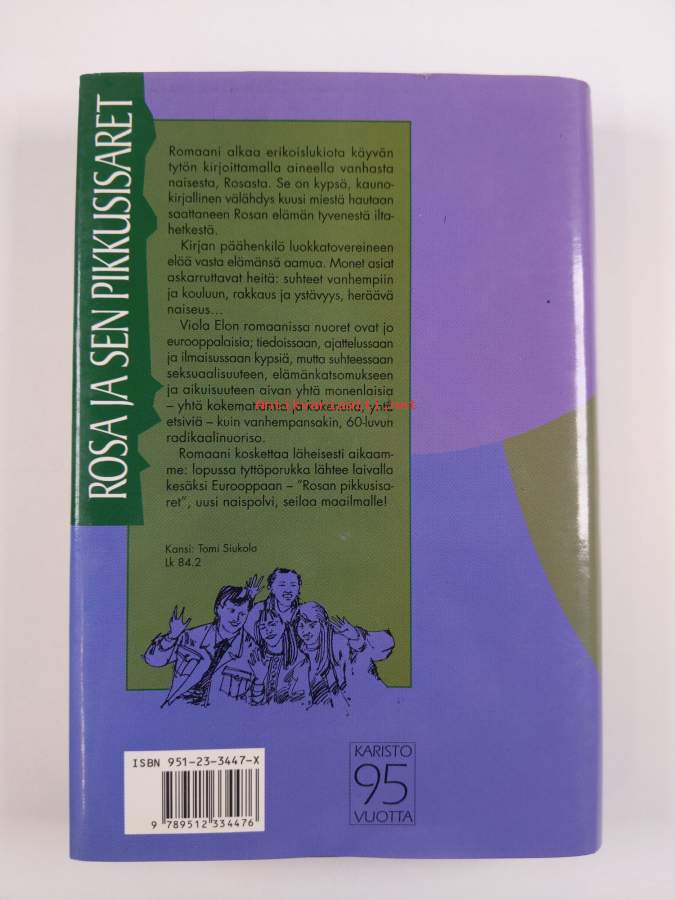 ROSA JA SEN PIKKUSISARET
Romaani alkaa erikoislukiota käyvän
tytön kirjoittamalla aineella vanhasta
naisesta, Rosasta. Se on kypsä, kauno-
kirjallinen välähdys kuusi miestä hautaan
saattaneen Rosan elämän tyvenestä ilta-
hetkestä.
Kirjan päähenkilö luokkatovereineen
elää vasta elämänsä aamua. Monet asiat
askarruttavat heitä: suhteet vanhempiin
ja kouluun, rakkaus ja ystävyys, heräävä
naiseus...
Viola Elon romaanissa nuoret ovat jo
eurooppalaisia; tiedoissaan, ajattelussaan
ja ilmaisussaan kypsiä, mutta suhteessaan
seksuaalisuuteen, elämänkatsomukseen
ja aikuisuuteen aivan yhtä monenlaisia
– yhtä kokemattomia ja kokeneita, yhtä
etsiviä – kuin vanhempansakin, 60-luvun
radikaalinuoriso.
Romaani koskettaa läheisesti aikaam-
me: lopussa tyttöporukka lähtee laivalla
kesäksi Eurooppaan – "Rosan pikkusisa-
ret", uusi naispolvi, seilaa maailmalle!
Kansi: Tomi Siukola
Lk 84.2
ISBN 951-23-3447-X
9 789512 334476
KARISTO
95
VUOTTA